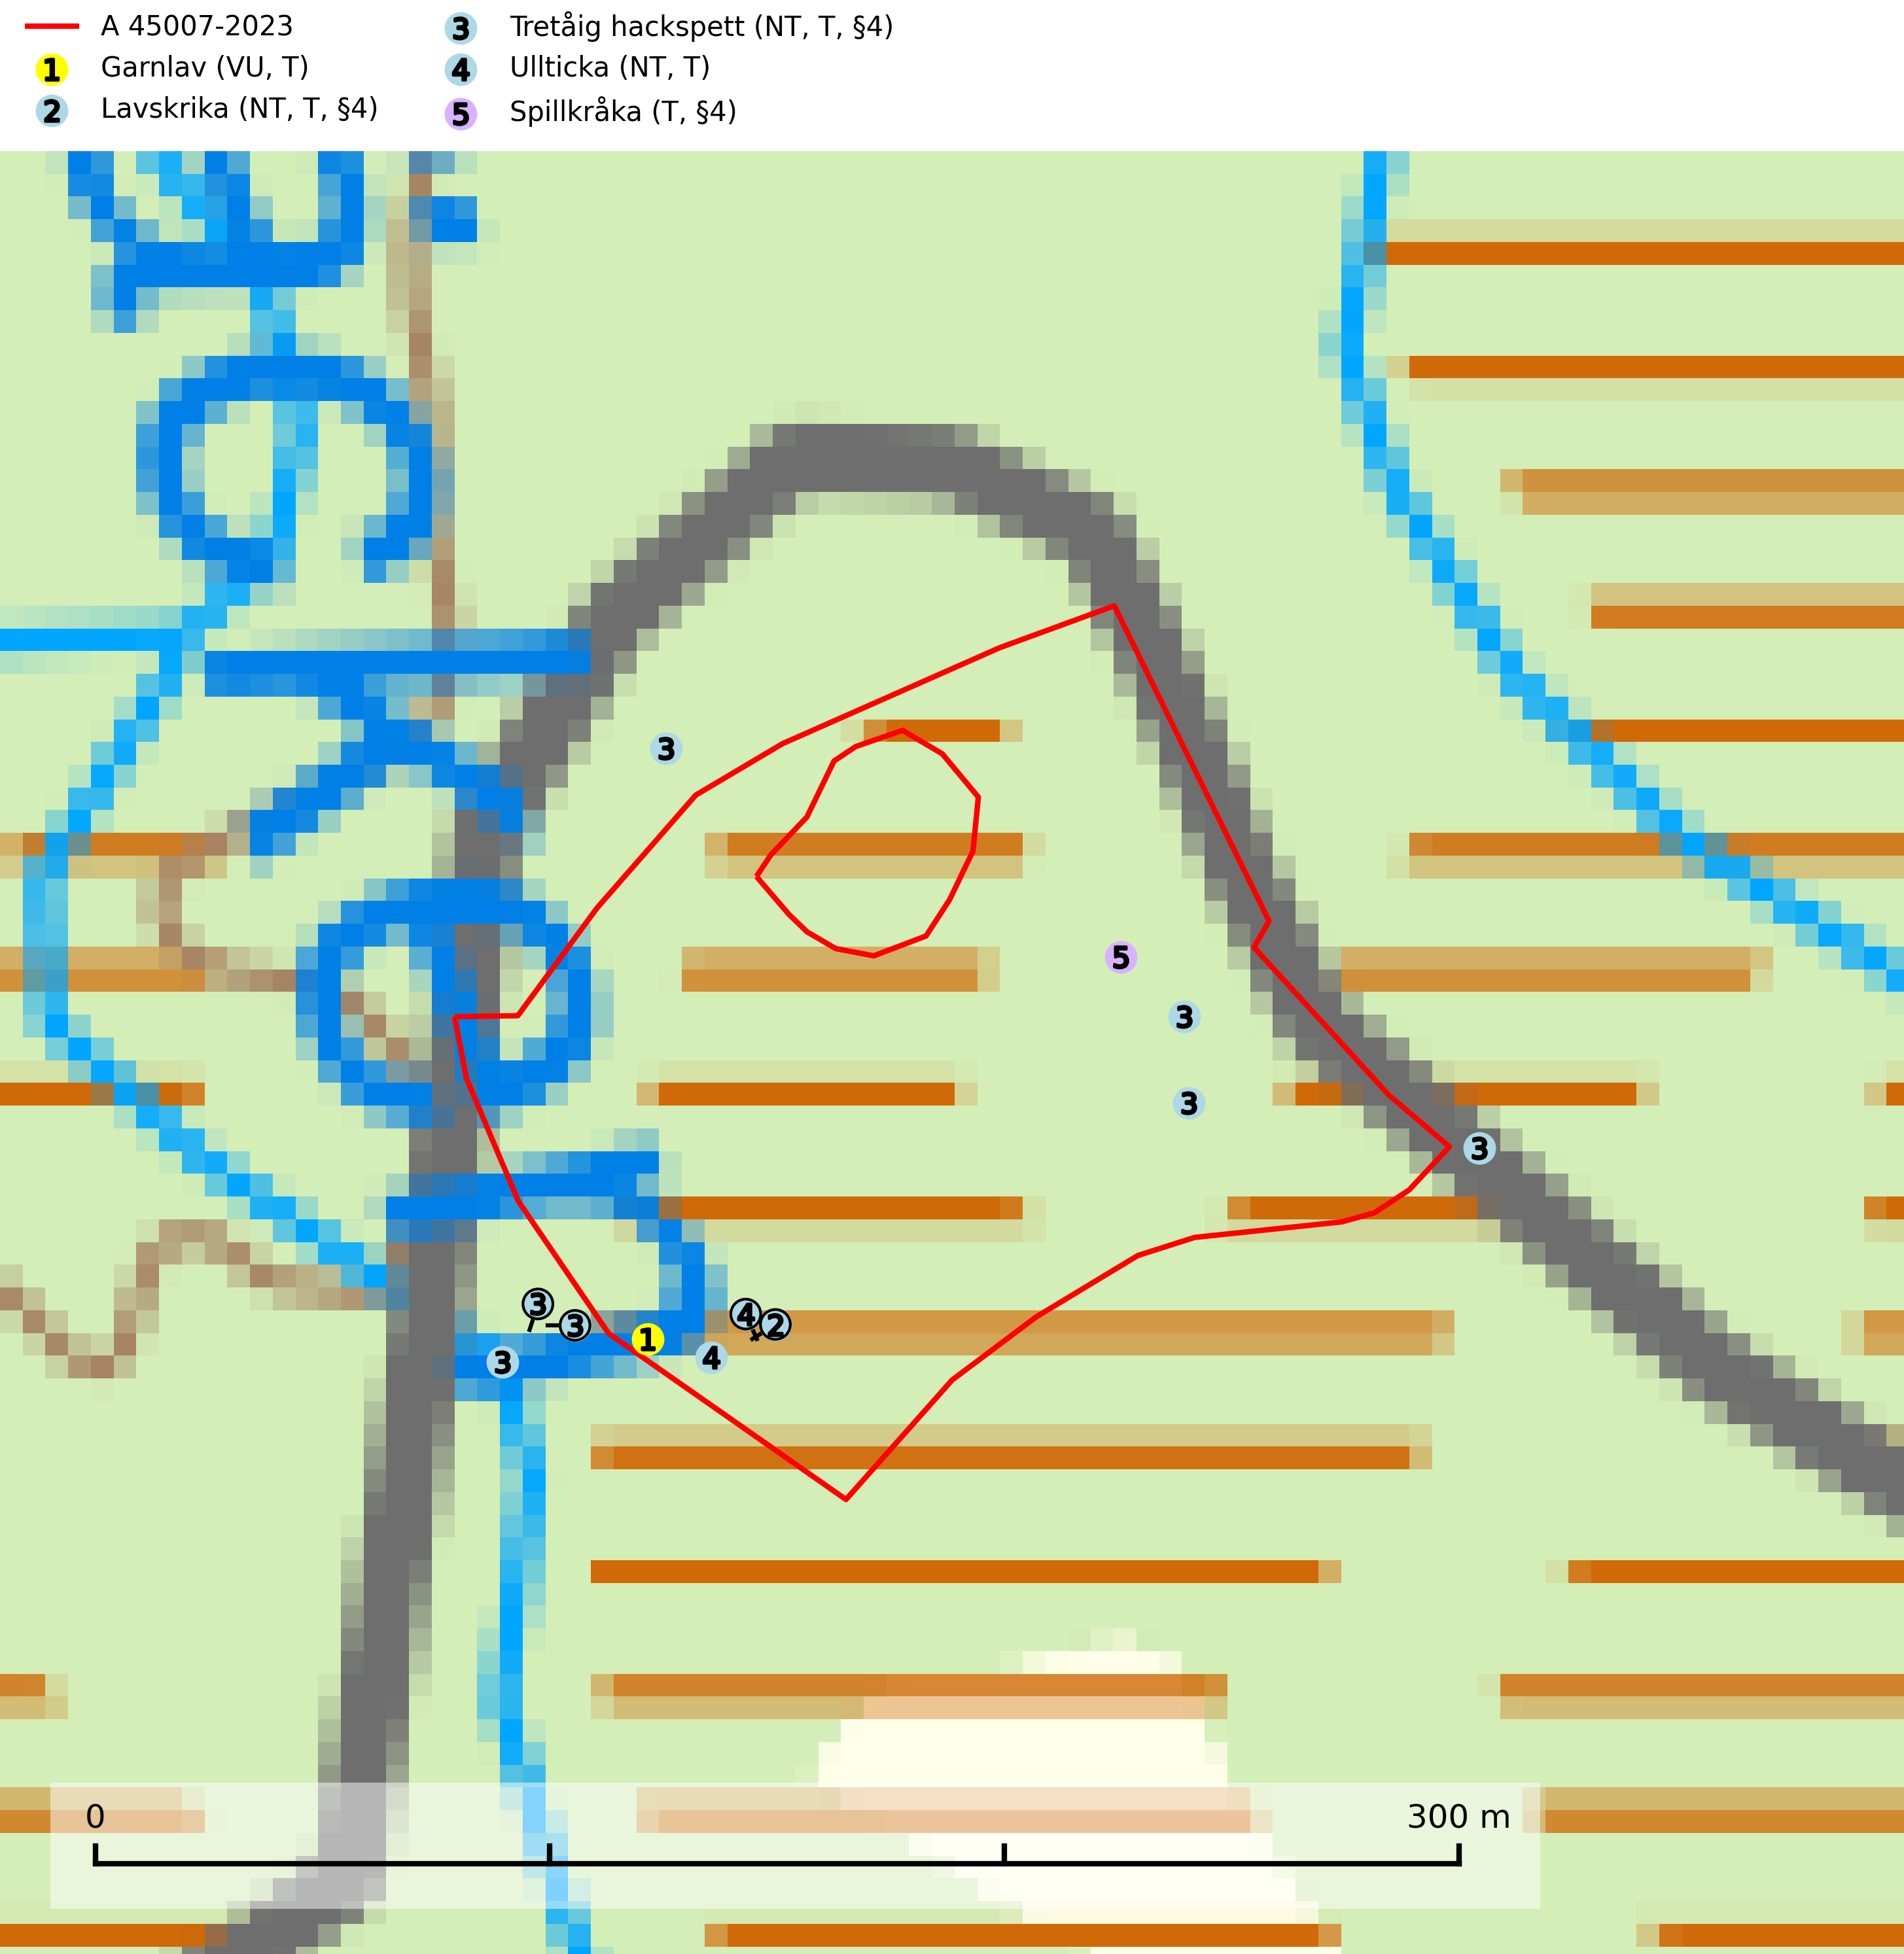 A 45007-2023
1 Garnlav (VU, T)
2 Lavskrika (NT, T, §4)
3 Tretåig hackspett (NT, T, §4)
4 Ullticka (NT, T)
5 Spillkråka (T, §4)
3
5
3
3
3
3
3
4
2
1
4
3
0 300 m